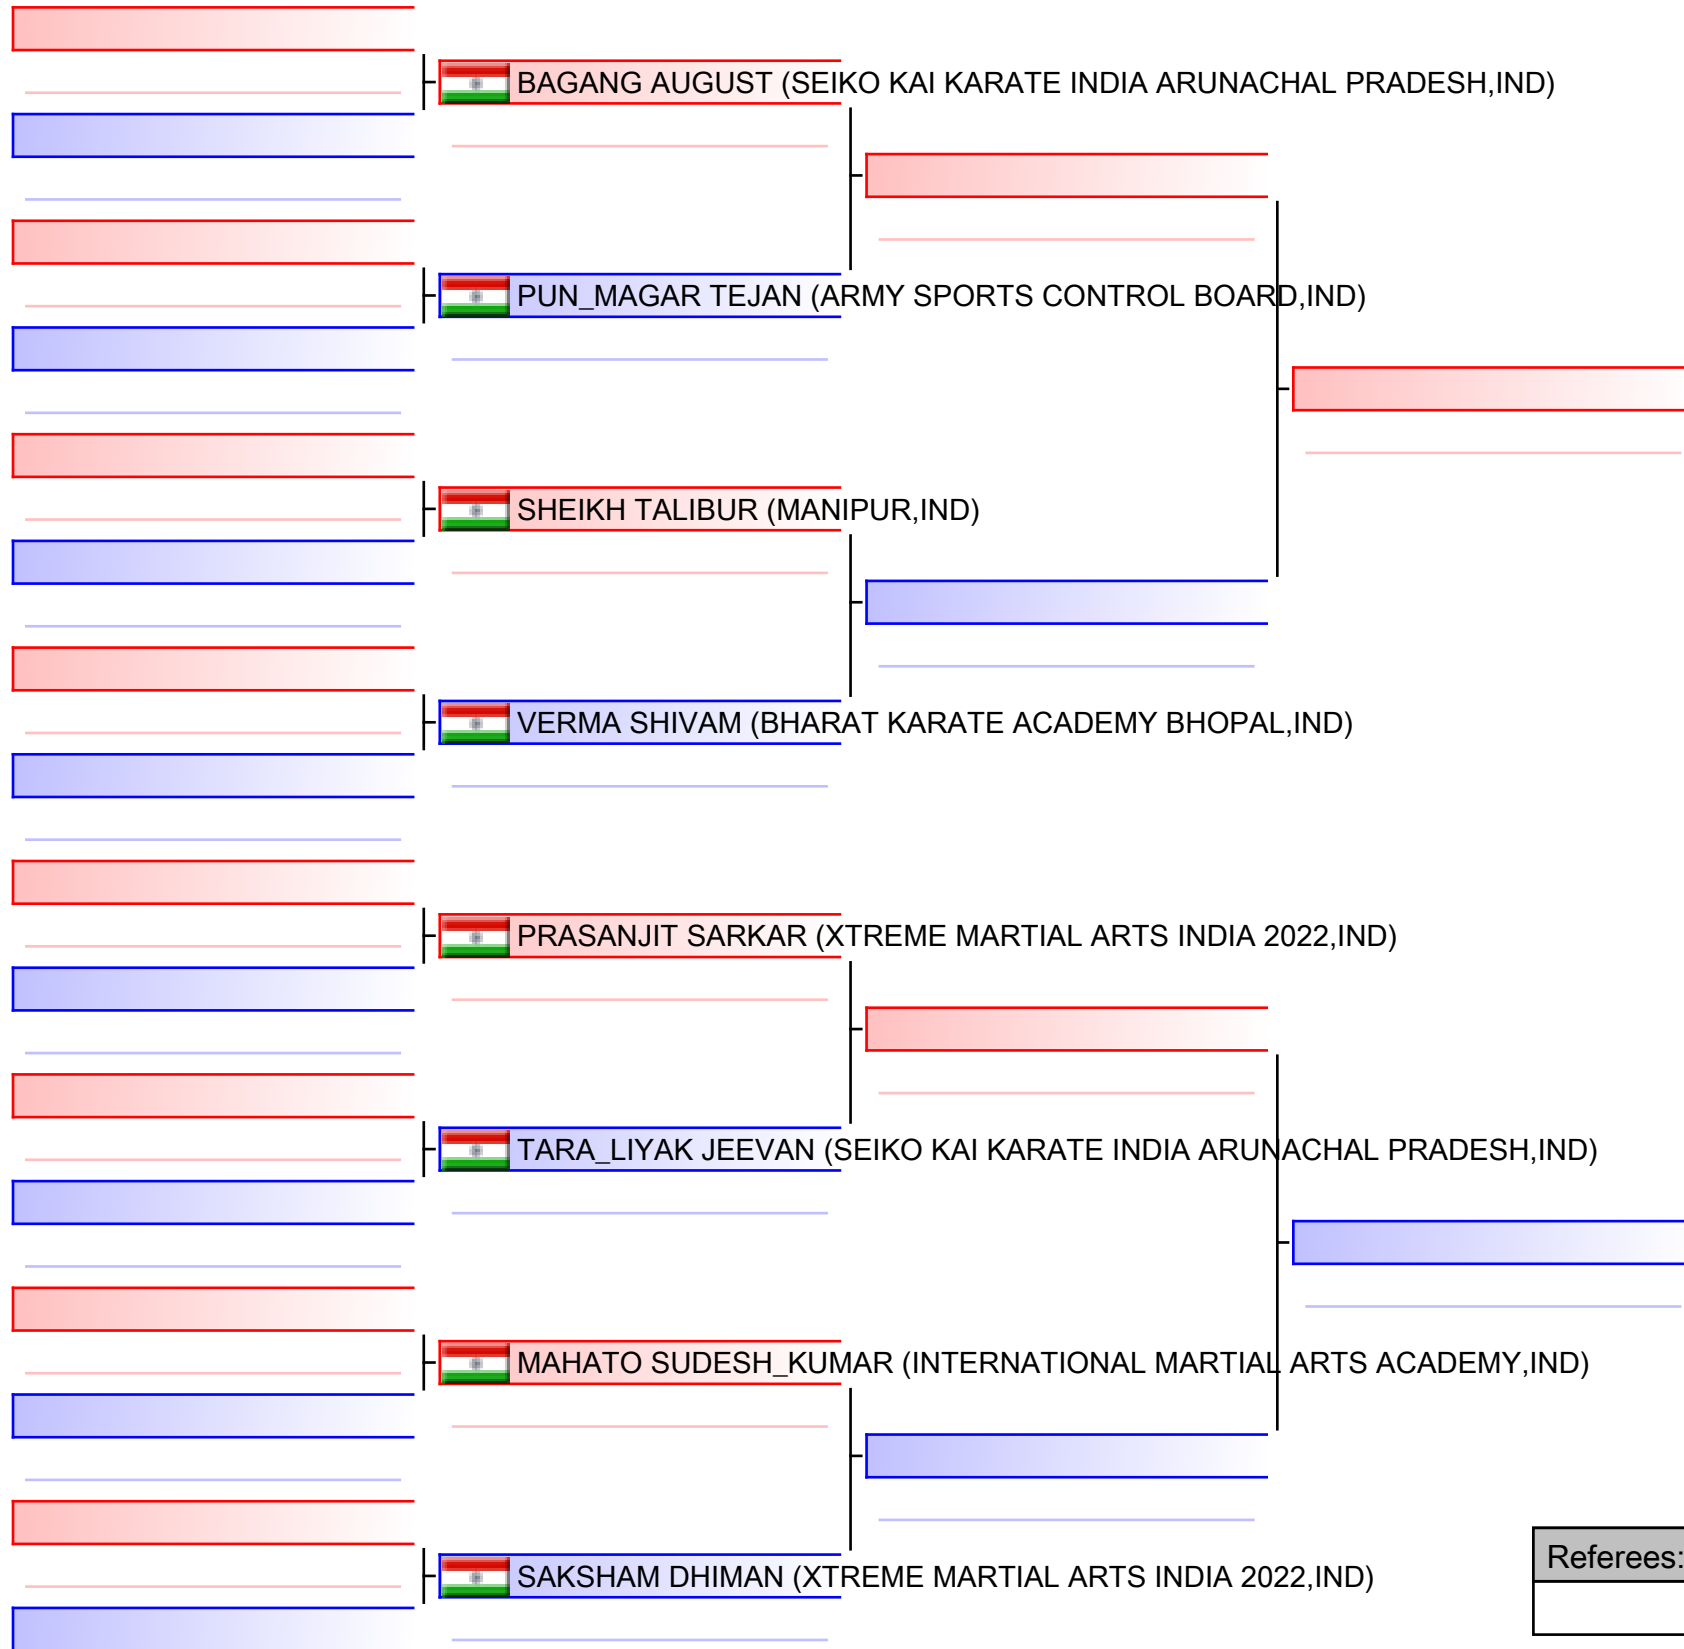 BAGANG AUGUST (SEIKO KAI KARATE INDIA ARUNACHAL PRADESH,IND)
PUN_MAGAR TEJAN (ARMY SPORTS CONTROL BOARD,IND)
SHEIKH TALIBUR (MANIPUR,IND)
VERMA SHIVAM (BHARAT KARATE ACADEMY BHOPAL,IND)
PRASANJIT SARKAR (XTREME MARTIAL ARTS INDIA 2022,IND)
TARA_LIYAK JEEVAN (SEIKO KAI KARATE INDIA ARUNACHAL PRADESH,IND)
MAHATO SUDESH_KUMAR (INTERNATIONAL MARTIAL ARTS ACADEMY,IND)
SAKSHAM DHIMAN (XTREME MARTIAL ARTS INDIA 2022,IND)
Referees: